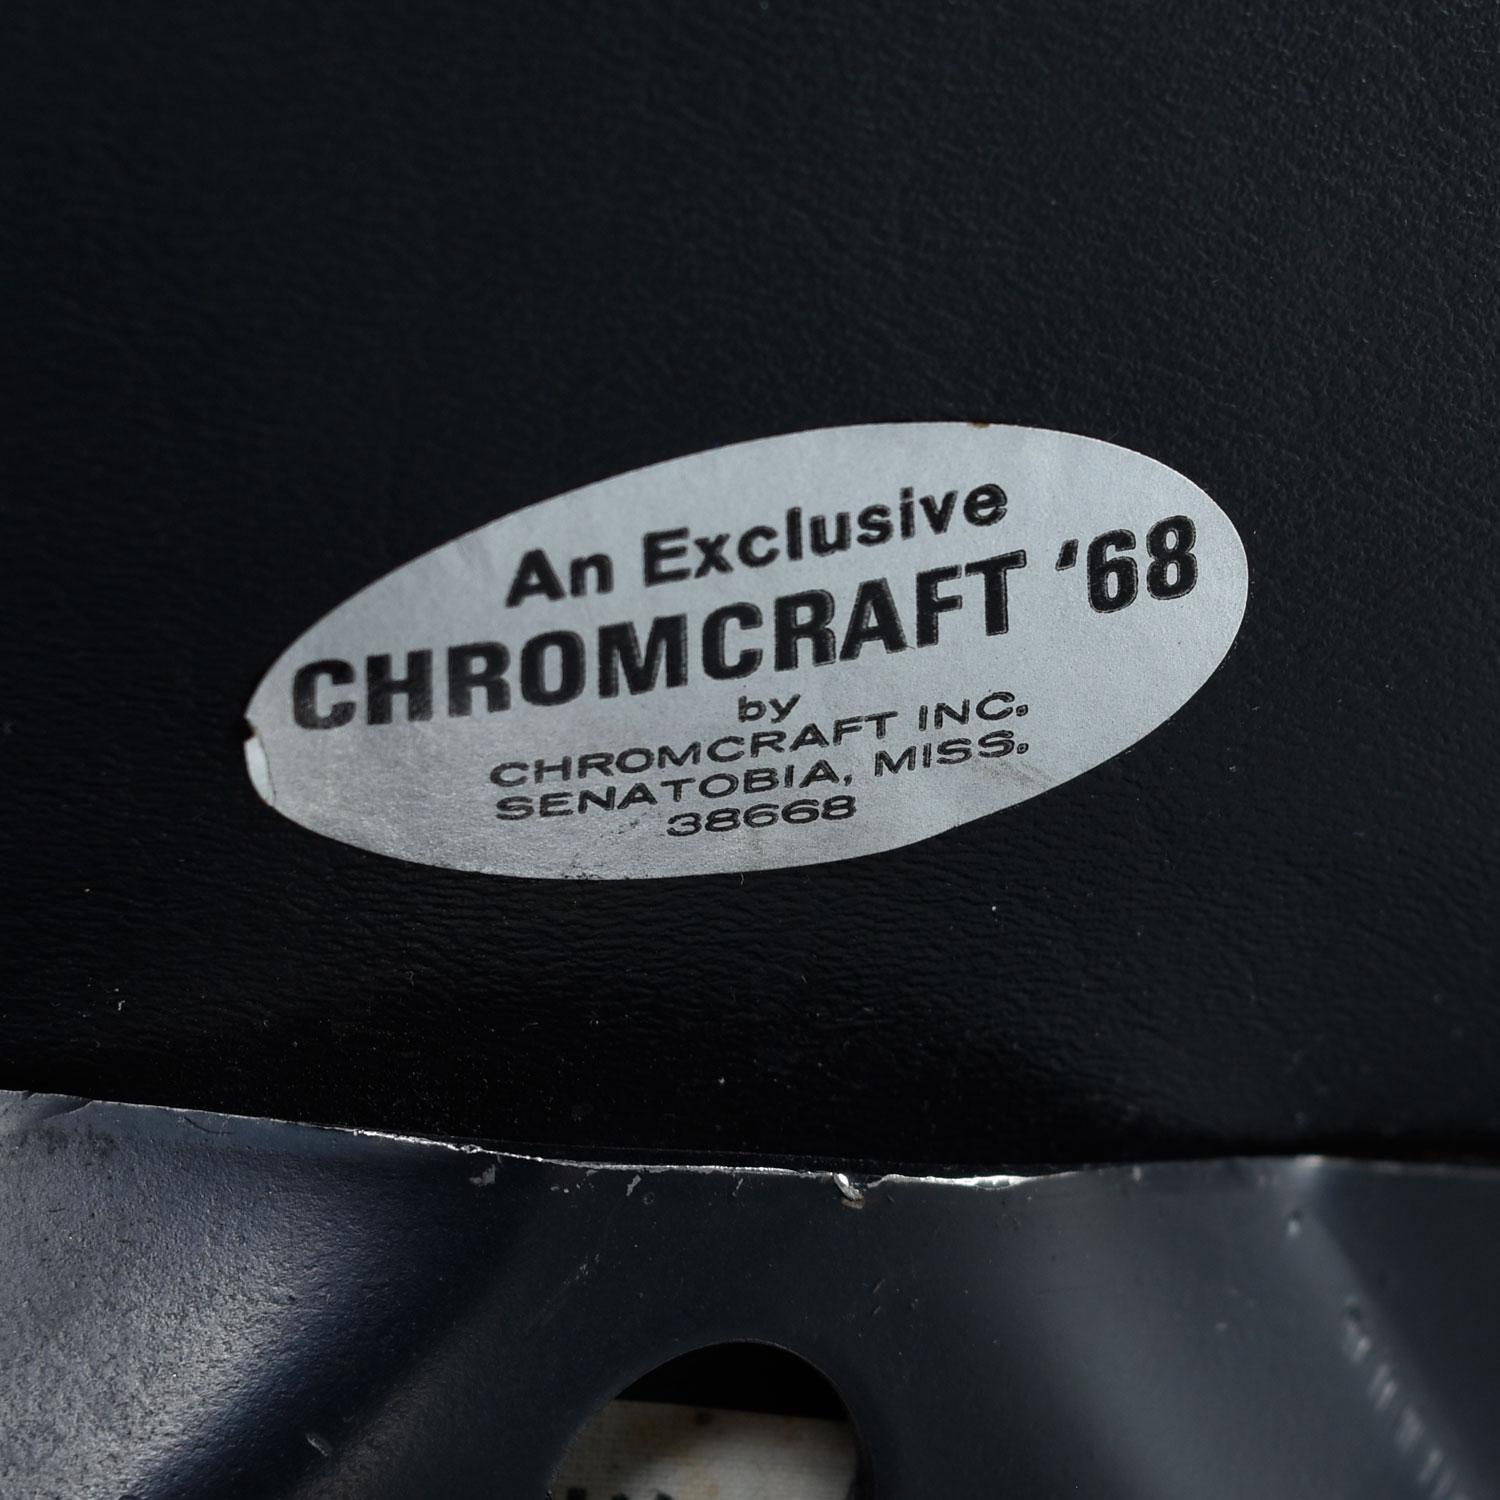 An Exclusive
CHROMCRAFT '68
by
CHROMCRAFT INC.
SENATOBIA, MISS.
38668